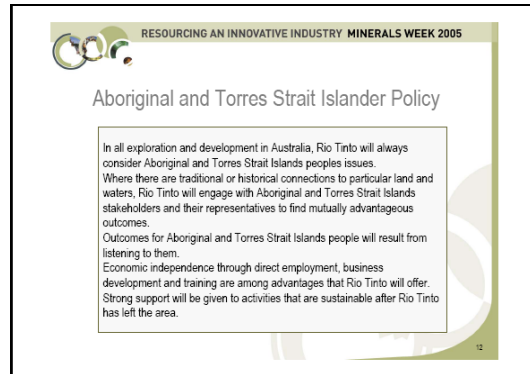 RESOURCING AN INNOVATIVE INDUSTRY MINERALS WEEK 2005
Aboriginal and Torres Strait Islander Policy
In all exploration and development in Australia, Rio Tinto will always
consider Aboriginal and Torres Strait Islands peoples issues.
Where there are traditional or historical connections to particular land and
waters, Rio Tinto will engage with Aboriginal and Torres Strait Islands
stakeholders and their representatives to find mutually advantageous
outcomes.
Outcomes for Aboriginal and Torres Strait Islands people will result from
listening to them.
Economic independence through direct employment, business
development and training are among advantages that Rio Tinto will offer.
Strong support will be given to activities that are sustainable after Rio Tinto
has left the area.
12